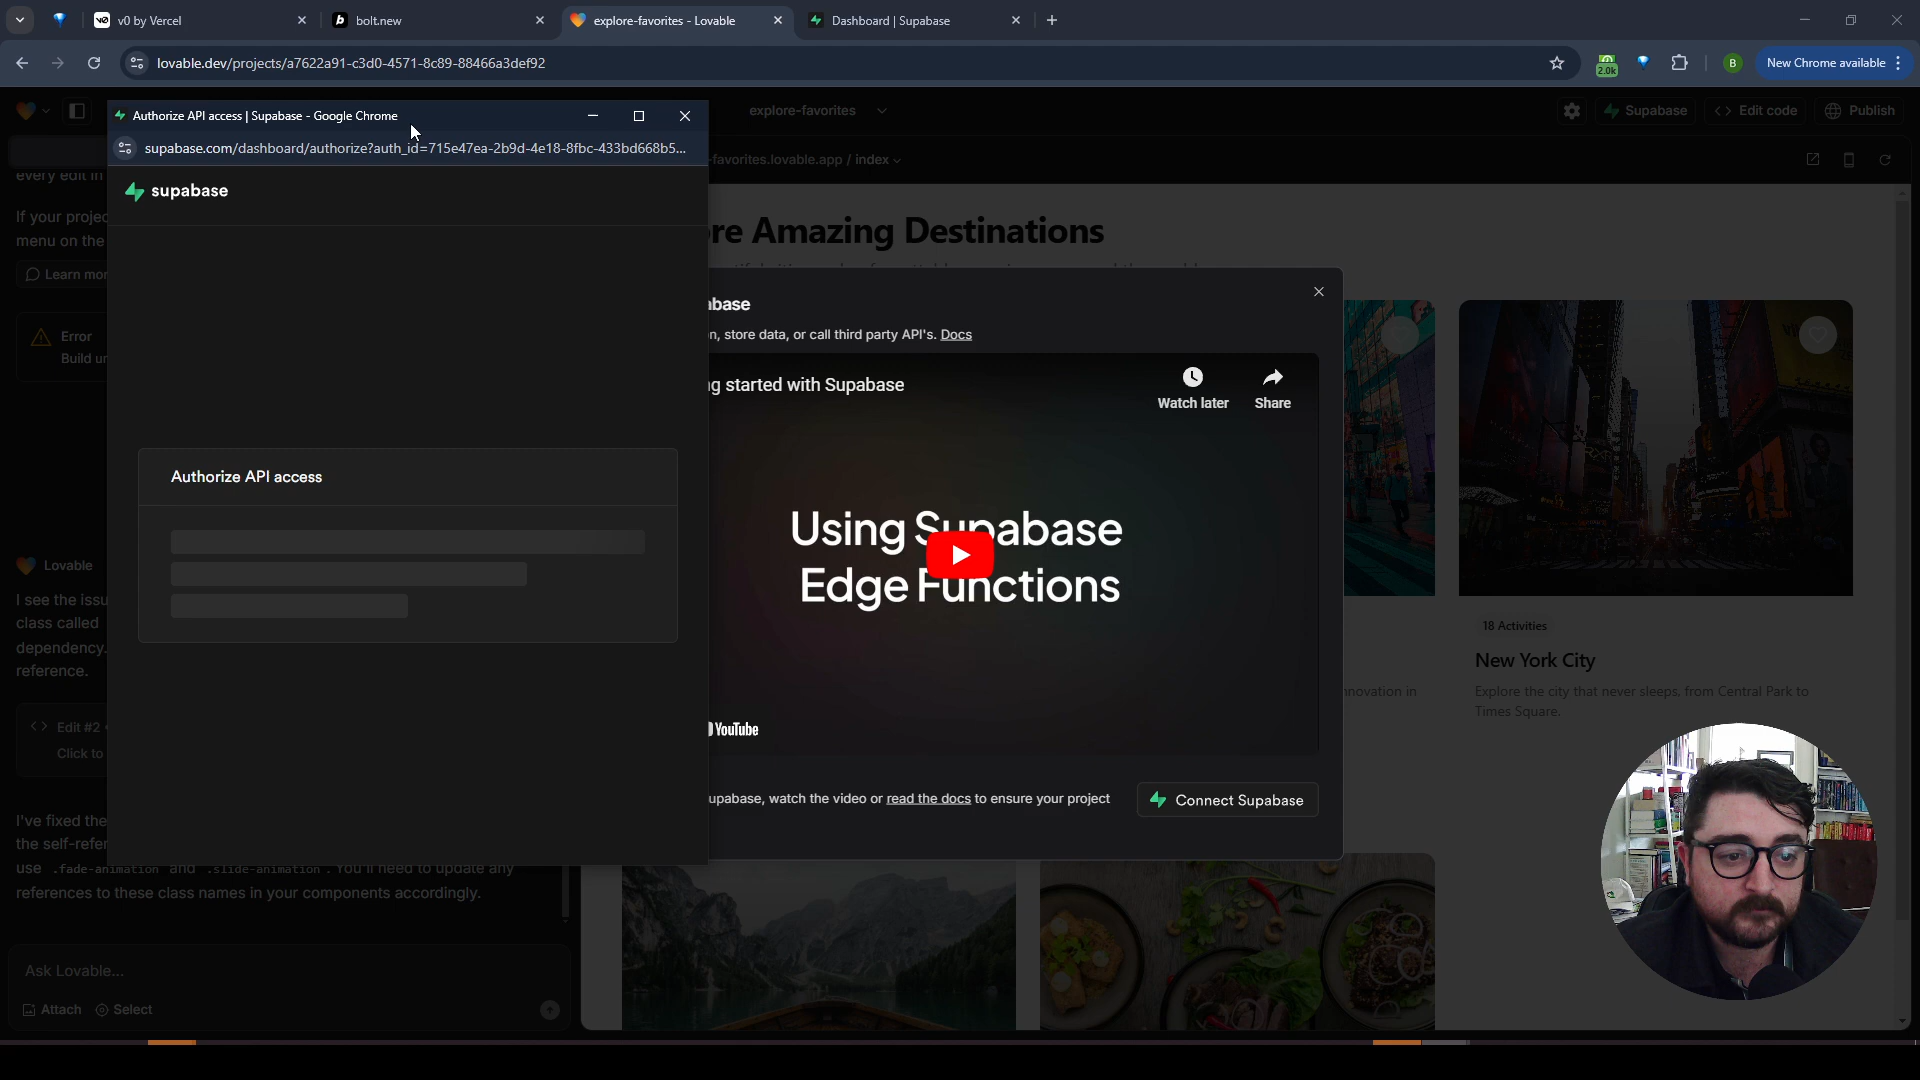 v0 by Vercel
bolt.new
explore-favorites - Lovable
Dashboard | Supabase
lovable.dev/projects/a7622a91-c3d0-4571-8c89-88466a3def92
2.0k
B
New Chrome available
Authorize API access | Supabase - Google Chrome
supabase.com/dashboard/authorize?auth_id=715e47ea-2b9d-4e18-8fbc-433bd668b5...
supabase
Authorize API access
explore-favorites
Supabase
Edit code
Publish
-favorites.lovable.app / index
every edit in
If your projec
menu on the
Learn mor
Error
Build un
Lovable
I see the issu
class called
dependency.
reference.
Edit #2
Click to
I've fixed the
the self-refer
use .fade-animation and .slide-animation. You'll need to update any
references to these class names in your components accordingly.
Ask Lovable...
Attach
Select
re Amazing Destinations
abase
n, store data, or call third party API's. Docs
ng started with Supabase
Watch later
Share
Using Supabase
Edge Functions
YouTube
upabase, watch the video or read the docs to ensure your project
Connect Supabase
nnovation in
18 Activities
New York City
Explore the city that never sleeps, from Central Park to
Times Square.